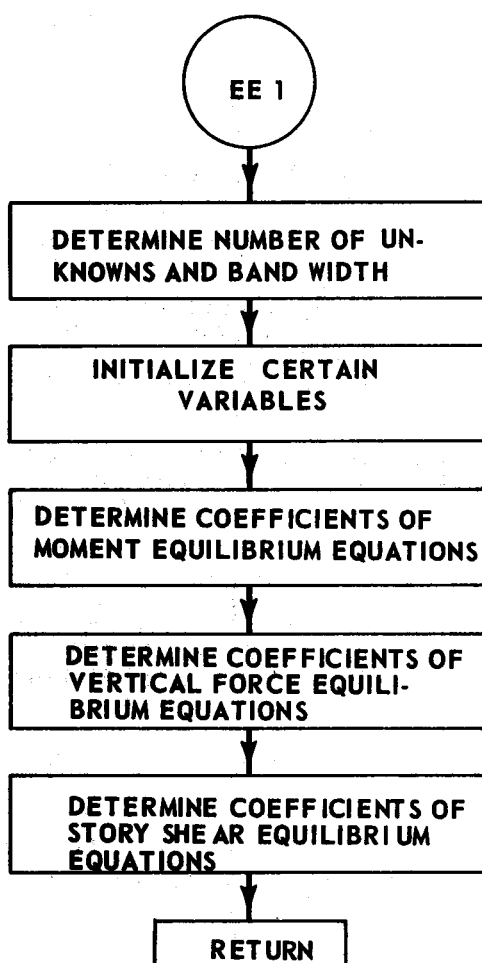 EE 1
DETERMINE NUMBER OF UN-
KNOWNS AND BAND WIDTH
INITIALIZE CERTAIN
VARIABLES
DETERMINE COEFFICIENTS OF
MOMENT EQUILIBRIUM EQUATIONS
DETERMINE COEFFICIENTS OF
VERTICAL FORCE EQUILI-
BRIUM EQUATIONS
DETERMINE COEFFICIENTS OF
STORY SHEAR EQUILIBRIUM
EQUATIONS
RETURN